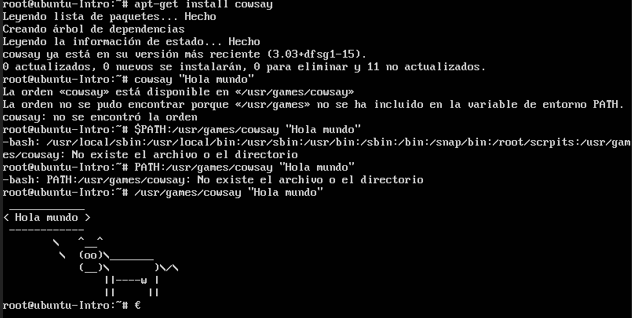 root@ubuntu-Intro:~# apt-get install cowsay
Leyendo lista de paquetes... Hecho
Creando árbol de dependencias
Leyendo la información de estado... Hecho
cowsay ya está en su versión más reciente (3.03+dfsg1-15).
0 actualizados, 0 nuevos se instalarán, 0 para eliminar y 11 no actualizados.
root@ubuntu-Intro:~# cowsay "Hola mundo"
La orden «cowsay» está disponible en «/usr/games/cowsay»
La orden no se pudo encontrar porque «/usr/games» no se ha incluido en la variable de entorno PATH.
cowsay: no se encontró la orden
root@ubuntu-Intro:~# $PATH:/usr/games/cowsay "Hola mundo"
-bash: /usr/local/sbin:/usr/local/bin:/usr/sbin:/usr/bin:/sbin:/bin:/snap/bin:/root/scrpits:/usr/gam
es/cowsay: No existe el archivo o el directorio
root@ubuntu-Intro:~# PATH:/usr/games/cowsay "Hola mundo"
-bash: PATH:/usr/games/cowsay: No existe el archivo o el directorio
root@ubuntu-Intro:~# /usr/games/cowsay "Hola mundo"
 ____________
< Hola mundo >
 ------------
        \   ^__^
         \  (oo)\_______
            (__)\       )\/\
                ||----w |
                ||     ||
root@ubuntu-Intro:~# €